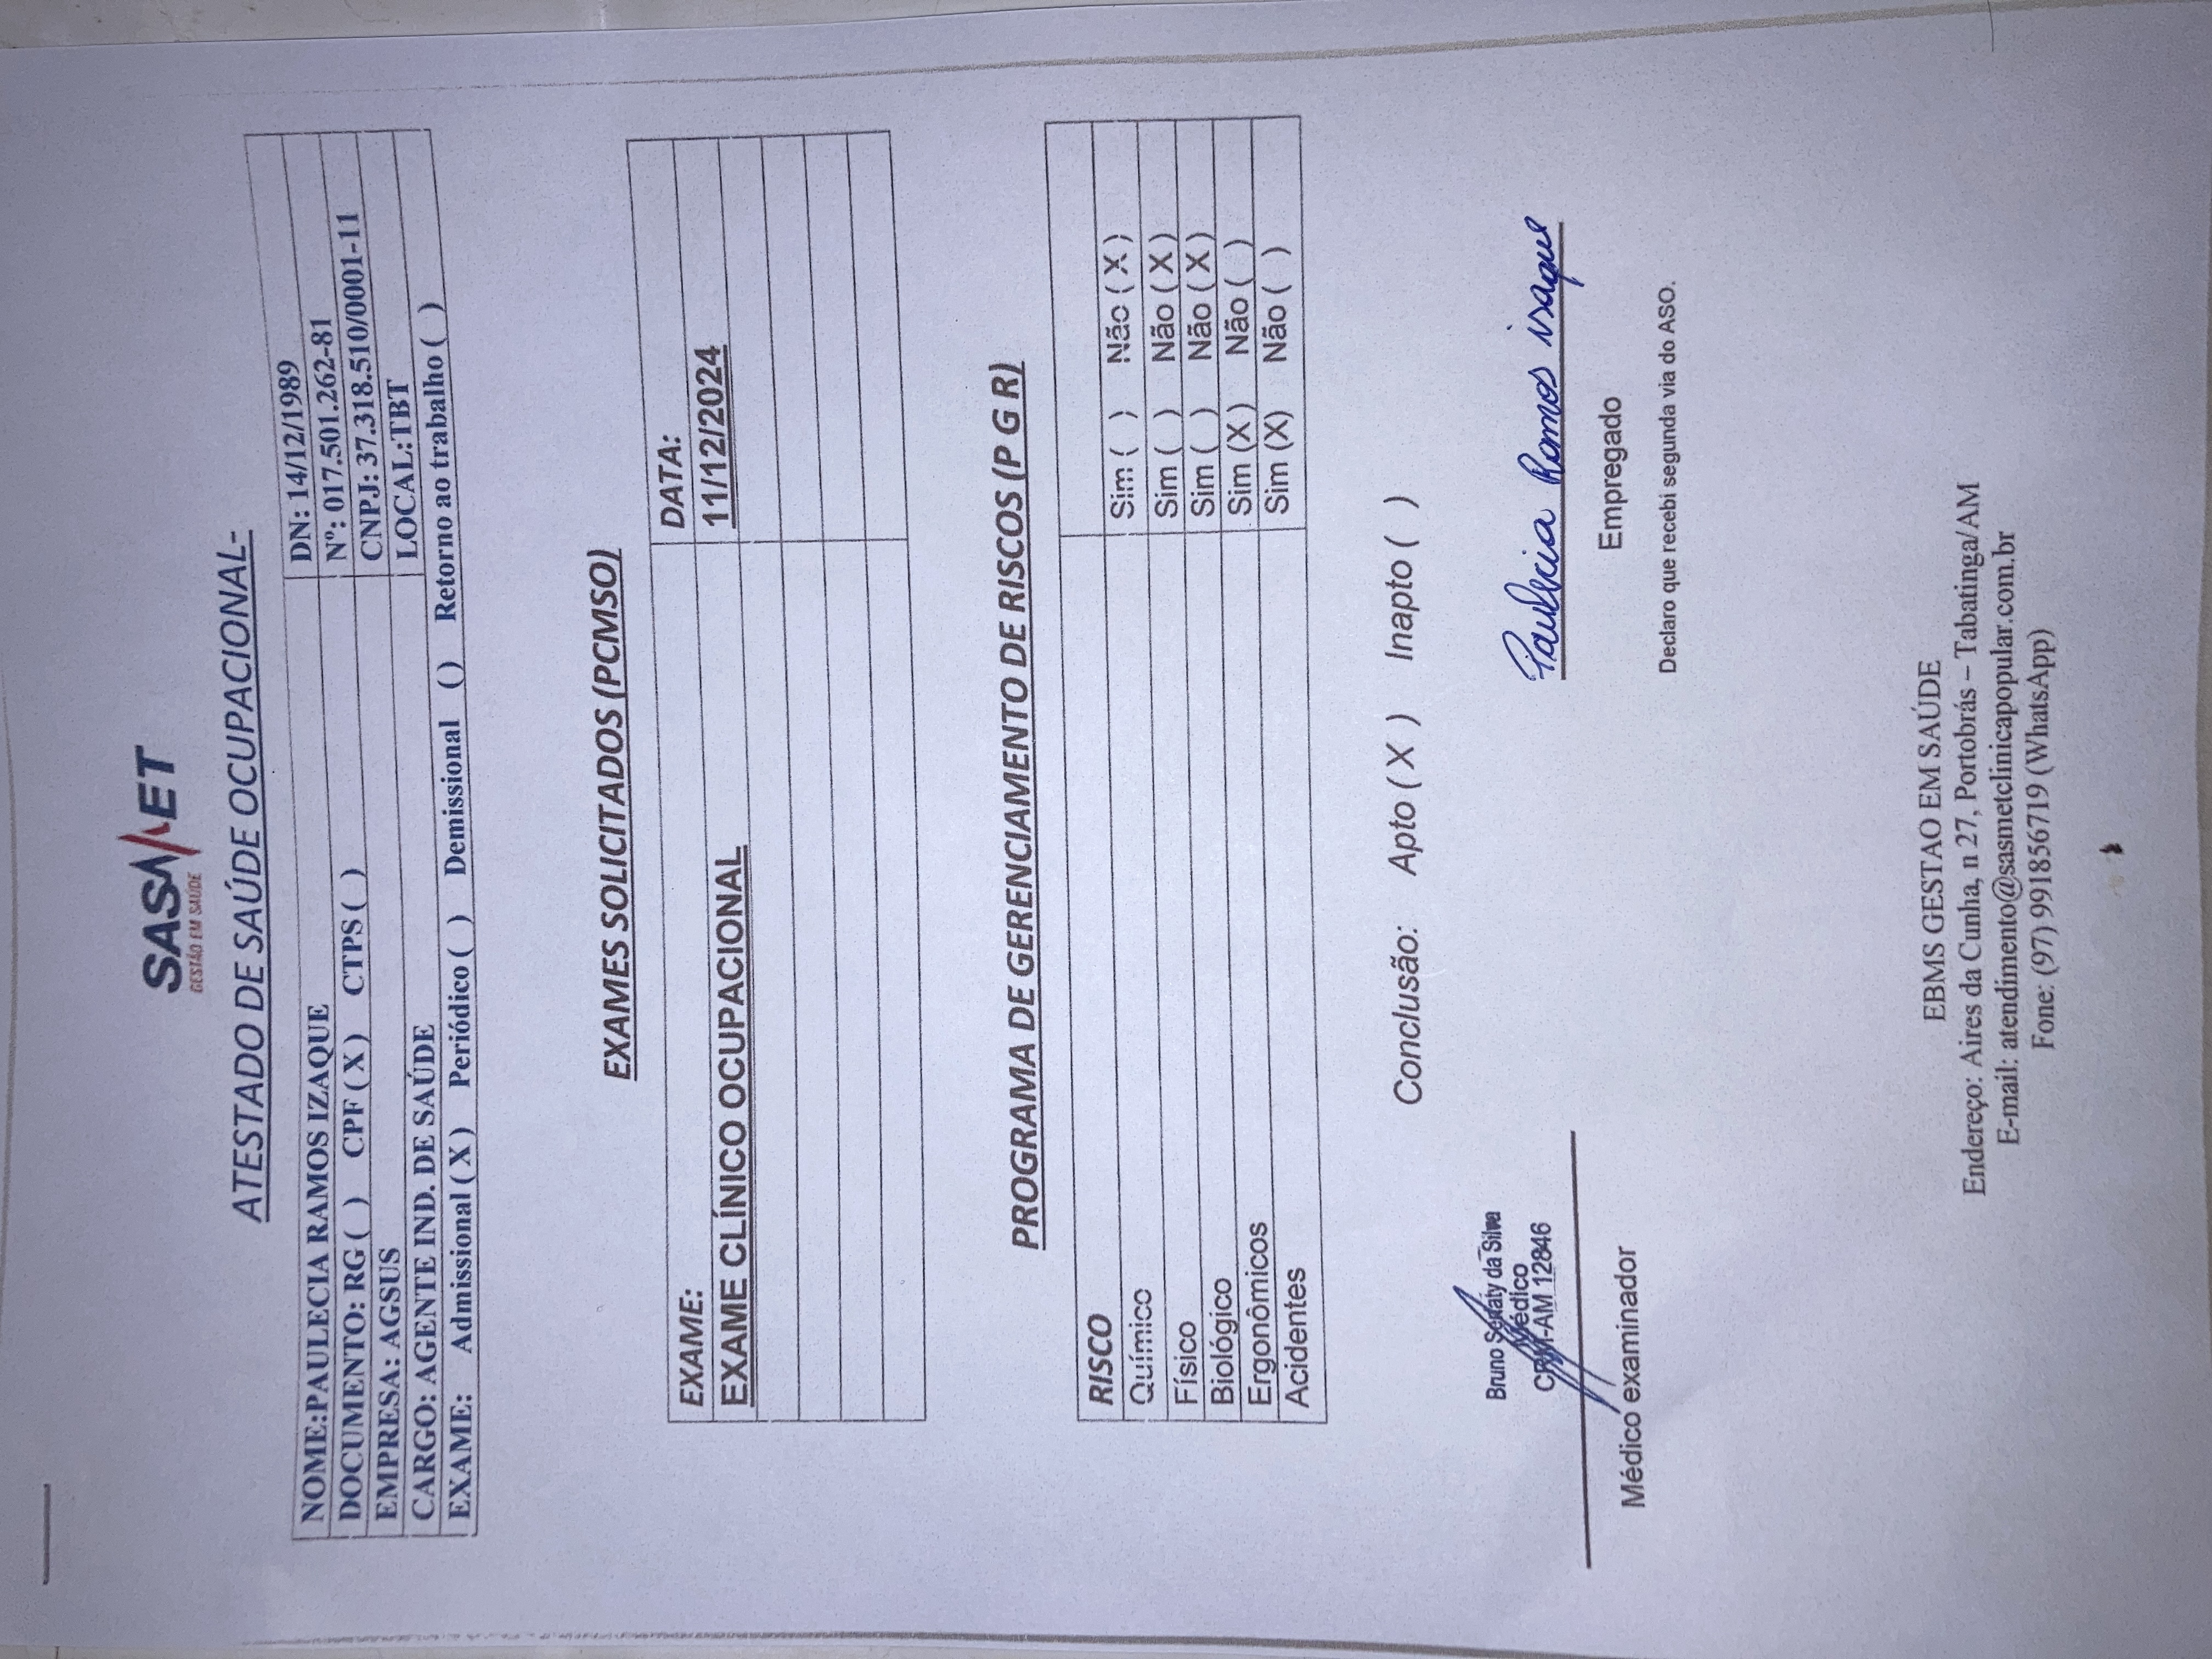 SASMET
GESTÃO EM SAÚDE
ATESTADO DE SAÚDE OCUPACIONAL-
NOME:PAULECIA RAMOS IZAQUE DN: 14/12/1989
DOCUMENTO: RG ( ) CPF ( X ) CTPS ( ) Nº: 017.501.262-81
EMPRESA: AGSUS CNPJ: 37.318.510/0001-11
CARGO: AGENTE IND. DE SAÚDE LOCAL:TBT
EXAME: Admissional ( X ) Periódico ( ) Demissional () Retorno ao trabalho ( )
EXAMES SOLICITADOS (PCMSO)
EXAME: DATA:
EXAME CLÍNICO OCUPACIONAL 11/12/2024
PROGRAMA DE GERENCIAMENTO DE RISCOS (P G R)
RISCO
Químico Sim ( ) Não ( X )
Físico Sim ( ) Não ( X )
Biológico Sim ( ) Não ( X )
Ergonômicos Sim (X ) Não ( )
Acidentes Sim (X) Não ( )
Conclusão: Apto ( X ) Inapto ( )
Bruno Serfaty da Silva
Médico
CRM-AM 12846
Médico examinador
Paulecia Ramos isaque
Empregado
Declaro que recebi segunda via do ASO.
EBMS GESTAO EM SAÚDE
Endereço: Aires da Cunha, n 27, Portobrás – Tabatinga/AM
E-mail: atendimento@sasmetclinicapopular.com.br
Fone: (97) 991856719 (WhatsApp)